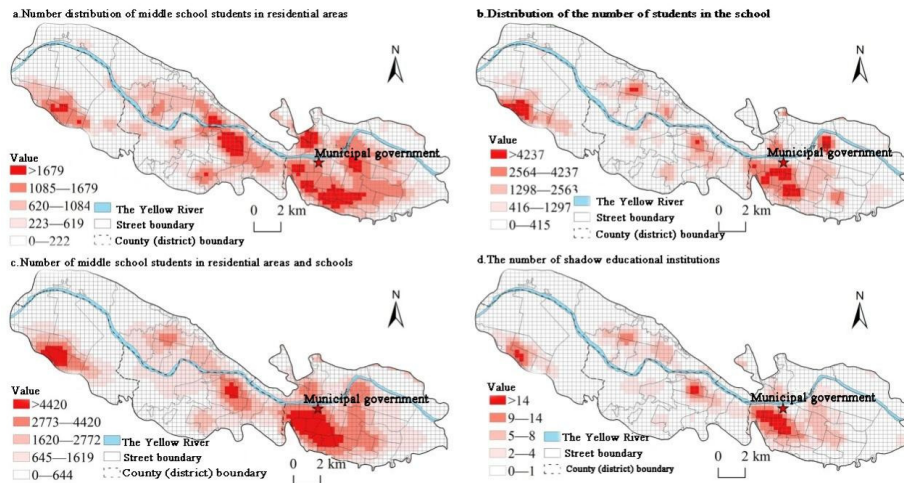 a.Number distribution of middle school students in residential areas
N
Municipal government
Value
>1679
1085—1679
620—1084
223—619
0—222
The Yellow River
Street boundary
County (district) boundary
0 2 km
b.Distribution of the number of students in the school
N
Municipal government
Value
>4237
2564—4237
1298—2563
416—1297
0—415
The Yellow River
Street boundary
County (district) boundary
0 2 km
c.Number of middle school students in residential areas and schools
N
Municipal government
Value
>4420
2773—4420
1620—2772
645—1619
0—644
The Yellow River
Street boundary
County (district) boundary
0 2 km
d.The number of shadow educational institutions
N
Municipal government
Value
>14
9—14
5—8
2—4
0—1
The Yellow River
Street boundary
County (district) boundary
0 2 km